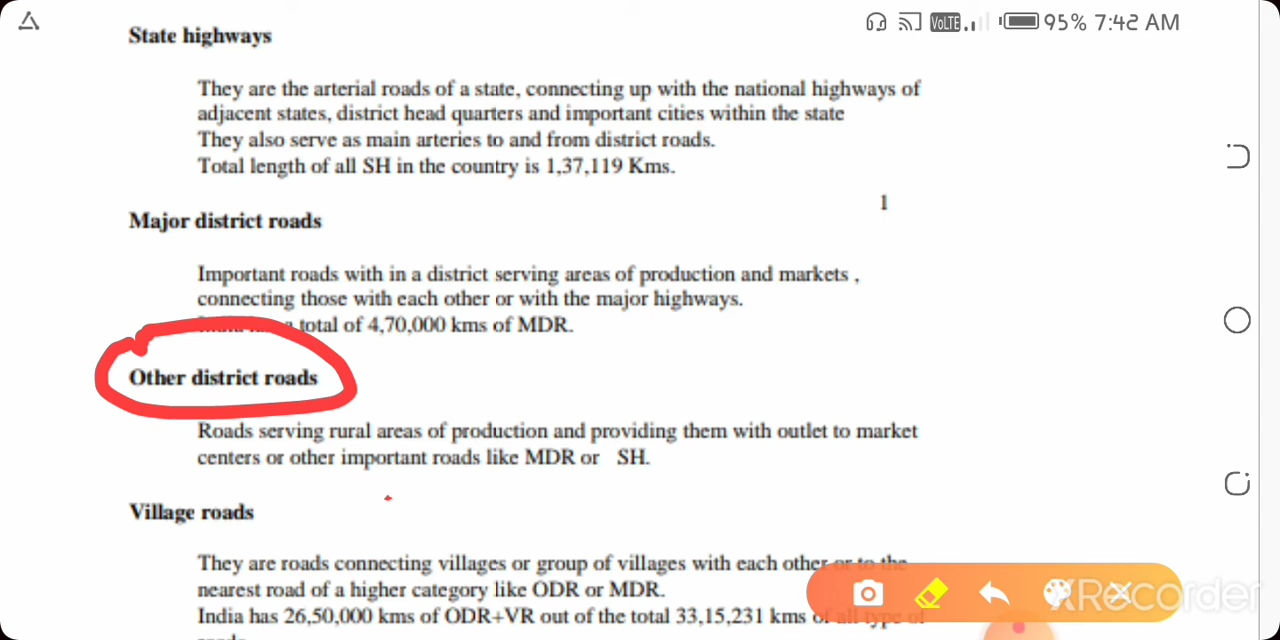 VoLTE 95% 7:42 AM
State highways
They are the arterial roads of a state, connecting up with the national highways of
adjacent states, district head quarters and important cities within the state
They also serve as main arteries to and from district roads.
Total length of all SH in the country is 1,37,119 Kms.
1
Major district roads
Important roads with in a district serving areas of production and markets ,
connecting those with each other or with the major highways.
total of 4,70,000 kms of MDR.
Other district roads
Roads serving rural areas of production and providing them with outlet to market
centers or other important roads like MDR or SH.
Village roads
They are roads connecting villages or group of villages with each other or to the
nearest road of a higher category like ODR or MDR.
India has 26,50,000 kms of ODR+VR out of the total 33,15,231 kms of all type of
XRecorder